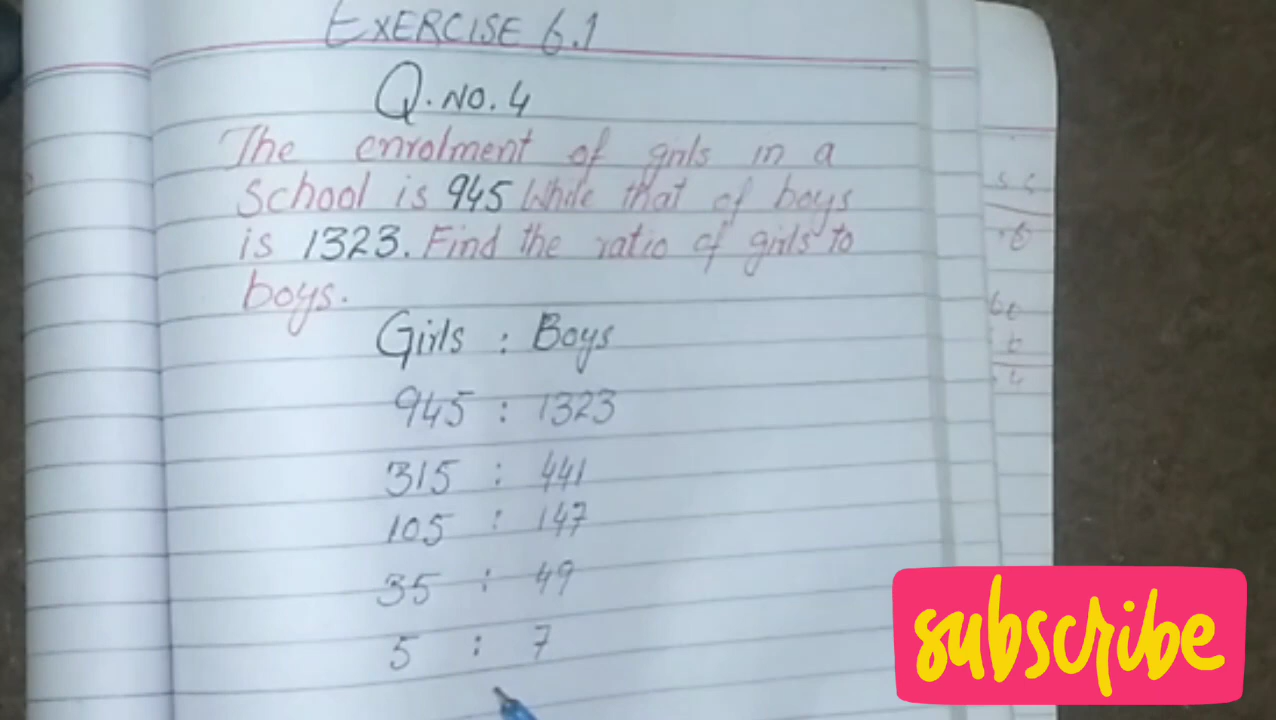 EXERCISE 6.1
Q.NO.4
The enrolment of girls in a
school is 945 While that of boys
is 1323. Find the ratio of girls to
boys.
Girls : Boys
945 : 1323
315 : 441
105 : 147
35 : 49
5 : 7
subscribe